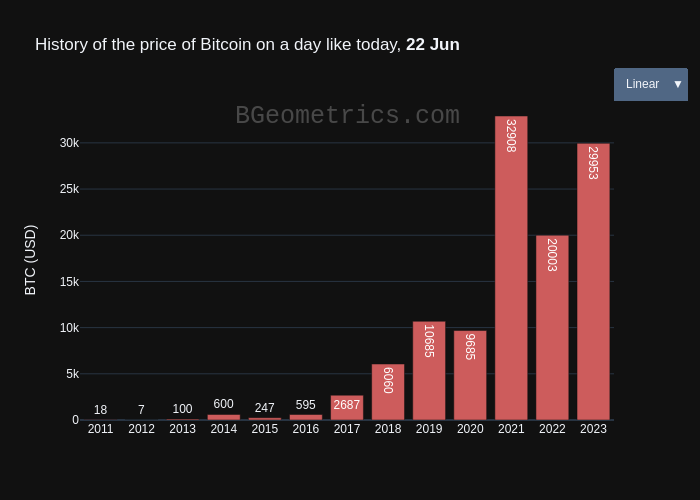 History of the price of Bitcoin on a day like today, 22 Jun
Linear ▼
BGeometrics.com
BTC (USD)
30k
25k
20k
15k
10k
5k
0
18
7
100
600
247
595
2687
6060
10685
9685
32908
20003
29953
2011 2012 2013 2014 2015 2016 2017 2018 2019 2020 2021 2022 2023